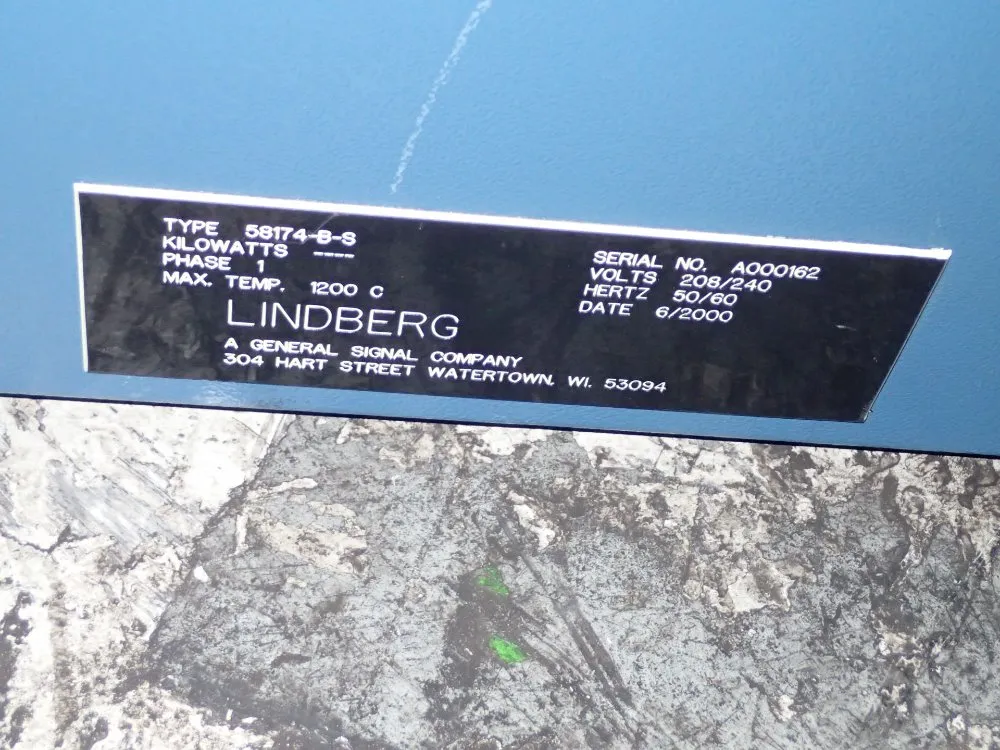 TYPE 58174-B-S
KILOWATTS ----
PHASE 1
MAX. TEMP. 1200 C
SERIAL NO. A000162
VOLTS 208/240
HERTZ 50/60
DATE 6/2000
LINDBERG
A GENERAL SIGNAL COMPANY
304 HART STREET WATERTOWN, WI. 53094